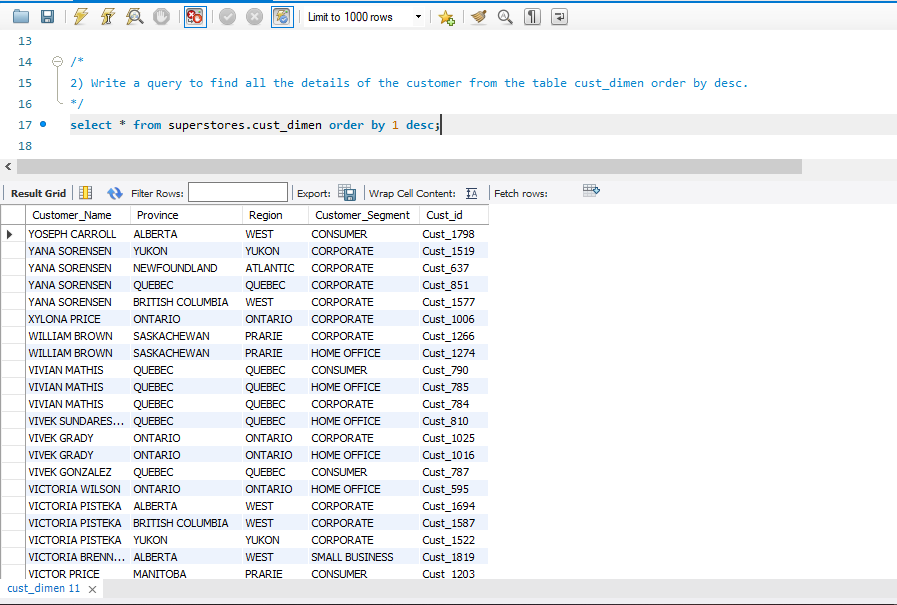 Limit to 1000 rows
13
14 /*
15 2) Write a query to find all the details of the customer from the table cust_dimen order by desc.
16 */
17 select * from superstores.cust_dimen order by 1 desc;
18
Result Grid Filter Rows: Export: Wrap Cell Content: Fetch rows:
Customer_Name Province Region Customer_Segment Cust_id
YOSEPH CARROLL ALBERTA WEST CONSUMER Cust_1798
YANA SORENSEN YUKON YUKON CORPORATE Cust_1519
YANA SORENSEN NEWFOUNDLAND ATLANTIC CORPORATE Cust_637
YANA SORENSEN QUEBEC QUEBEC CORPORATE Cust_851
YANA SORENSEN BRITISH COLUMBIA WEST CORPORATE Cust_1577
XYLONA PRICE ONTARIO ONTARIO CORPORATE Cust_1006
WILLIAM BROWN SASKACHEWAN PRARIE CORPORATE Cust_1266
WILLIAM BROWN SASKACHEWAN PRARIE HOME OFFICE Cust_1274
VIVIAN MATHIS QUEBEC QUEBEC CONSUMER Cust_790
VIVIAN MATHIS QUEBEC QUEBEC HOME OFFICE Cust_785
VIVIAN MATHIS QUEBEC QUEBEC CORPORATE Cust_784
VIVEK SUNDARES... QUEBEC QUEBEC HOME OFFICE Cust_810
VIVEK GRADY ONTARIO ONTARIO CORPORATE Cust_1025
VIVEK GRADY ONTARIO ONTARIO HOME OFFICE Cust_1016
VIVEK GONZALEZ QUEBEC QUEBEC CONSUMER Cust_787
VICTORIA WILSON ONTARIO ONTARIO HOME OFFICE Cust_595
VICTORIA PISTEKA ALBERTA WEST CORPORATE Cust_1694
VICTORIA PISTEKA BRITISH COLUMBIA WEST CORPORATE Cust_1587
VICTORIA PISTEKA YUKON YUKON CORPORATE Cust_1522
VICTORIA BRENN... ALBERTA WEST SMALL BUSINESS Cust_1819
VICTOR PRICE MANITOBA PRARIE CONSUMER Cust_1203
cust_dimen 11